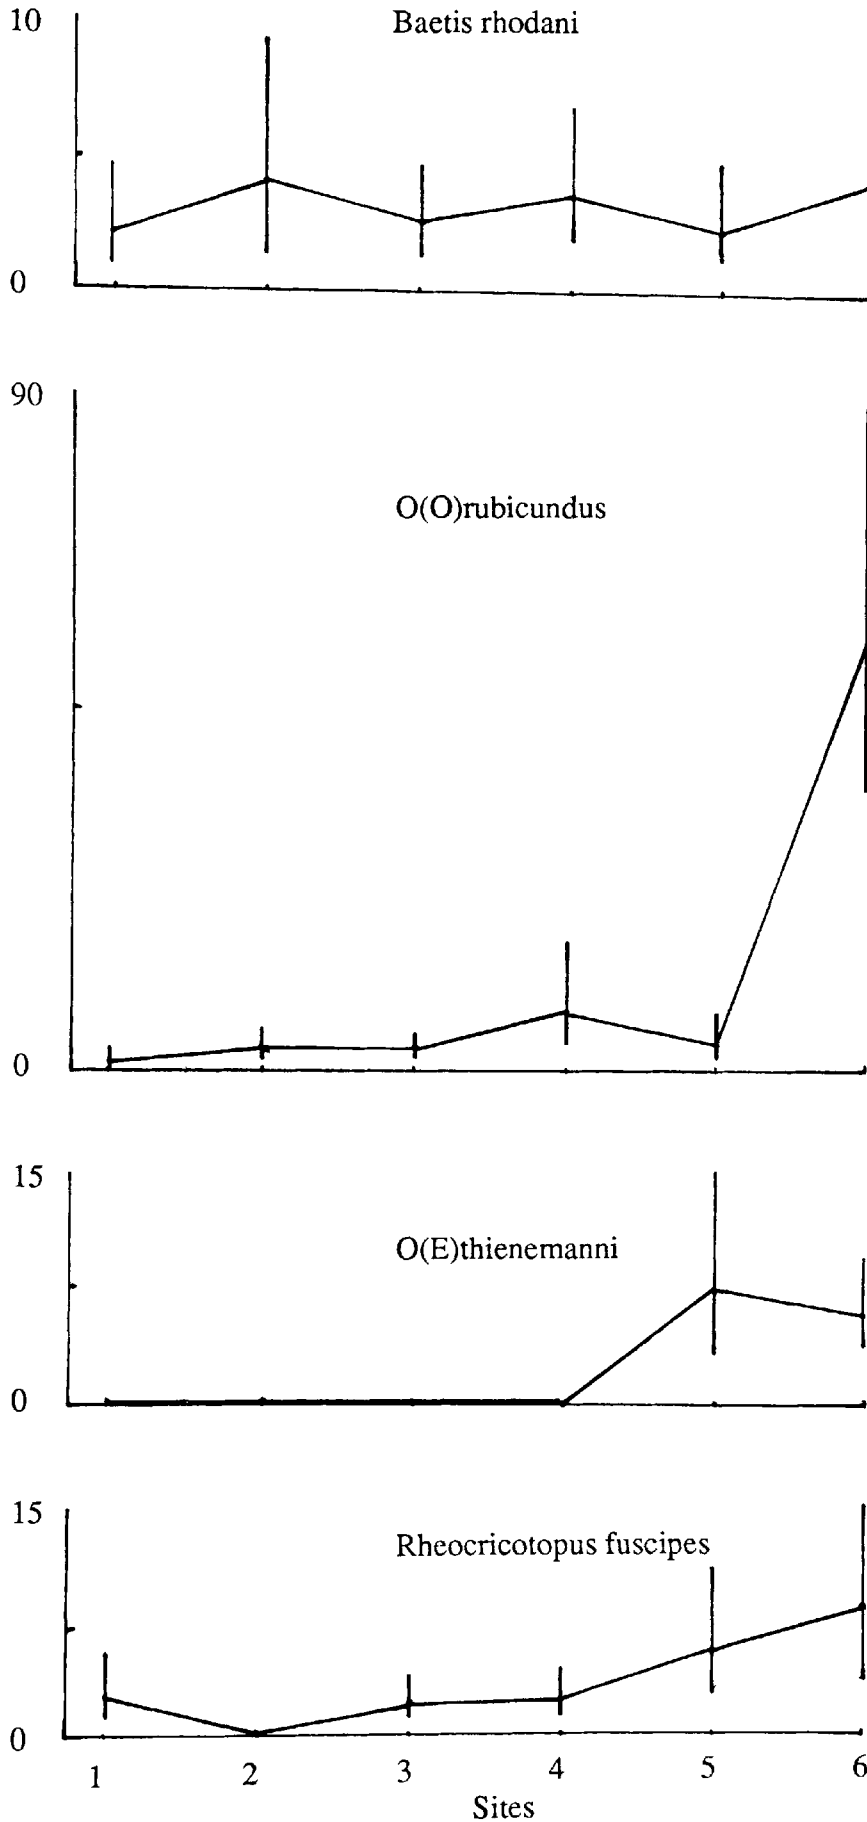 10
Baetis rhodani
0
90
O(O)rubicundus
0
15
O(E)thienemanni
0
15
Rheocricotopus fuscipes
0
1 2 3 4 5 6
Sites